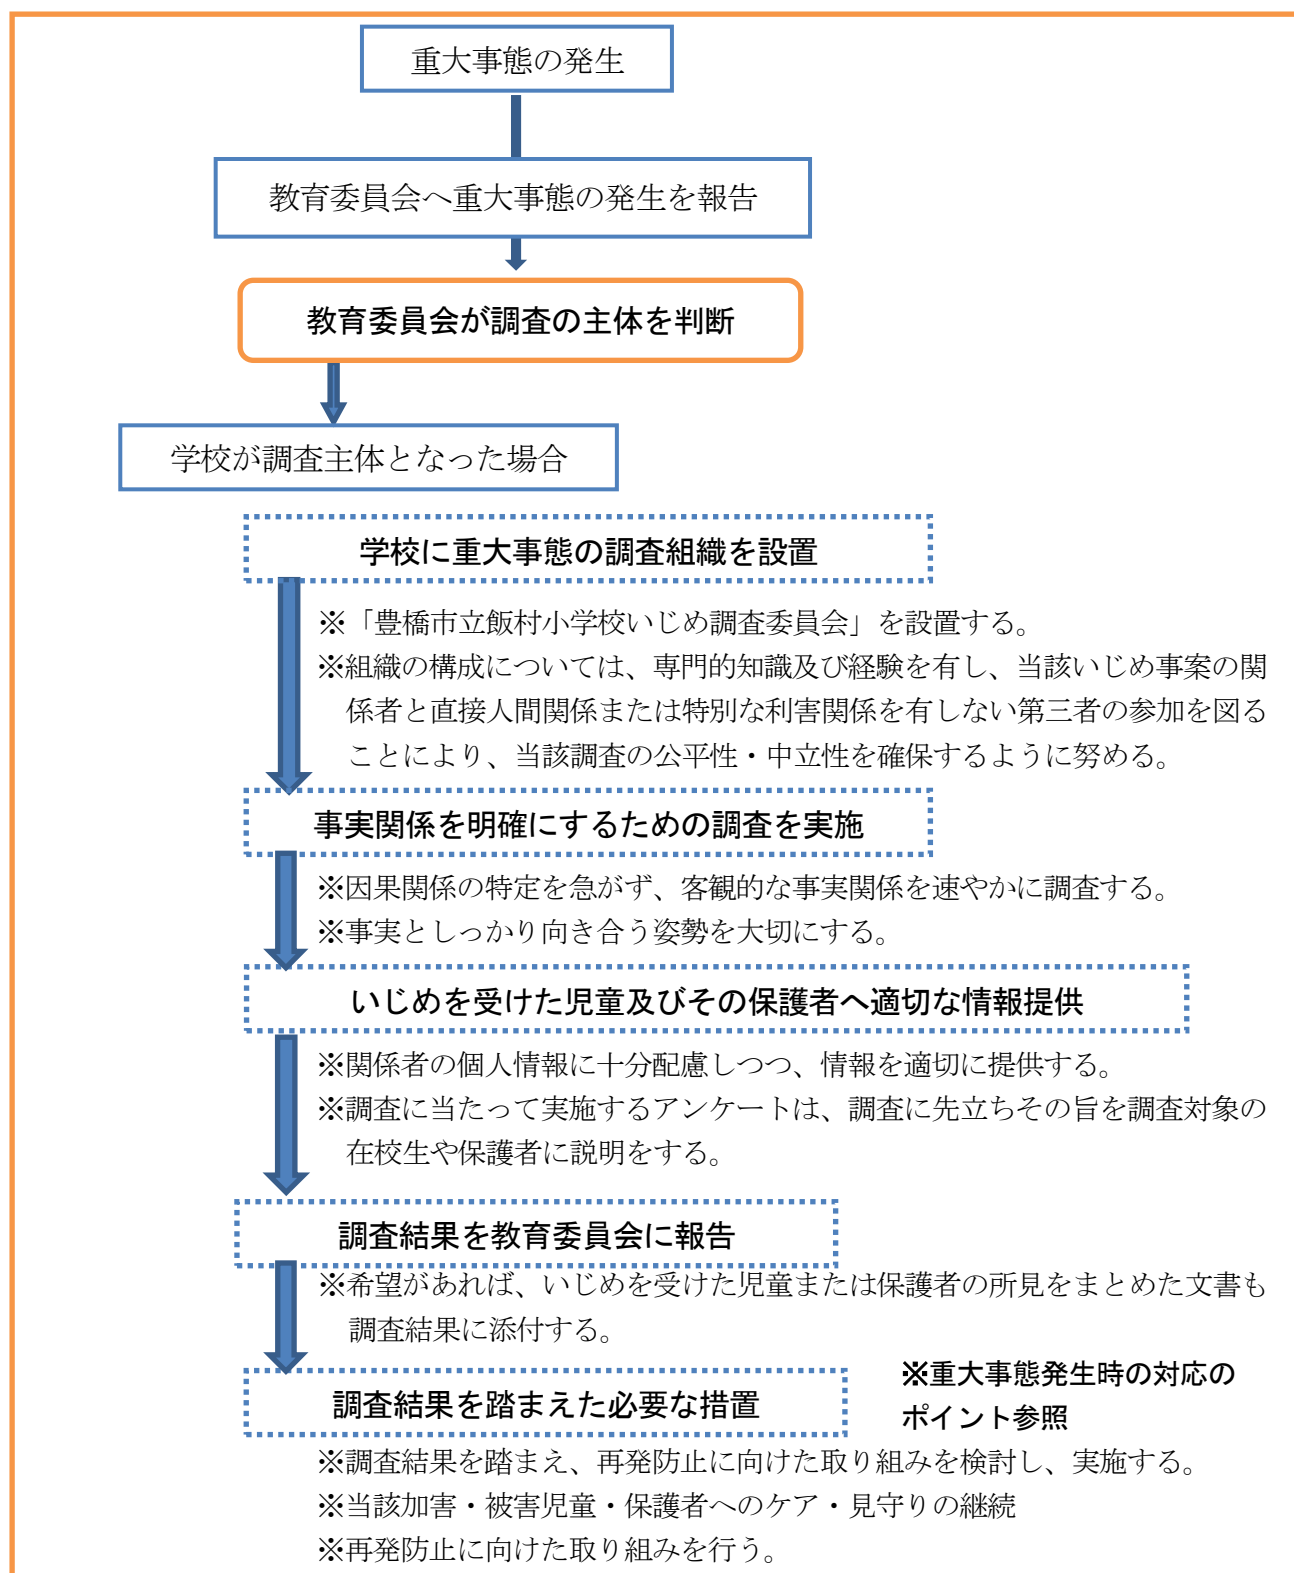 重大事態の発生
教育委員会へ重大事態の発生を報告
教育委員会が調査の主体を判断
学校が調査主体となった場合
学校に重大事態の調査組織を設置
※「豊橋市立飯村小学校いじめ調査委員会」を設置する。
※組織の構成については、専門的知識及び経験を有し、当該いじめ事案の関
係者と直接人間関係または特別な利害関係を有しない第三者の参加を図る
ことにより、当該調査の公平性・中立性を確保するように努める。
事実関係を明確にするための調査を実施
※因果関係の特定を急がず、客観的な事実関係を速やかに調査する。
※事実としっかり向き合う姿勢を大切にする。
いじめを受けた児童及びその保護者へ適切な情報提供
※関係者の個人情報に十分配慮しつつ、情報を適切に提供する。
※調査に当たって実施するアンケートは、調査に先立ちその旨を調査対象の
在校生や保護者に説明をする。
調査結果を教育委員会に報告
※希望があれば、いじめを受けた児童または保護者の所見をまとめた文書も
調査結果に添付する。
調査結果を踏まえた必要な措置
※重大事態発生時の対応の
ポイント参照
※調査結果を踏まえ、再発防止に向けた取り組みを検討し、実施する。
※当該加害・被害児童・保護者へのケア・見守りの継続
※再発防止に向けた取り組みを行う。